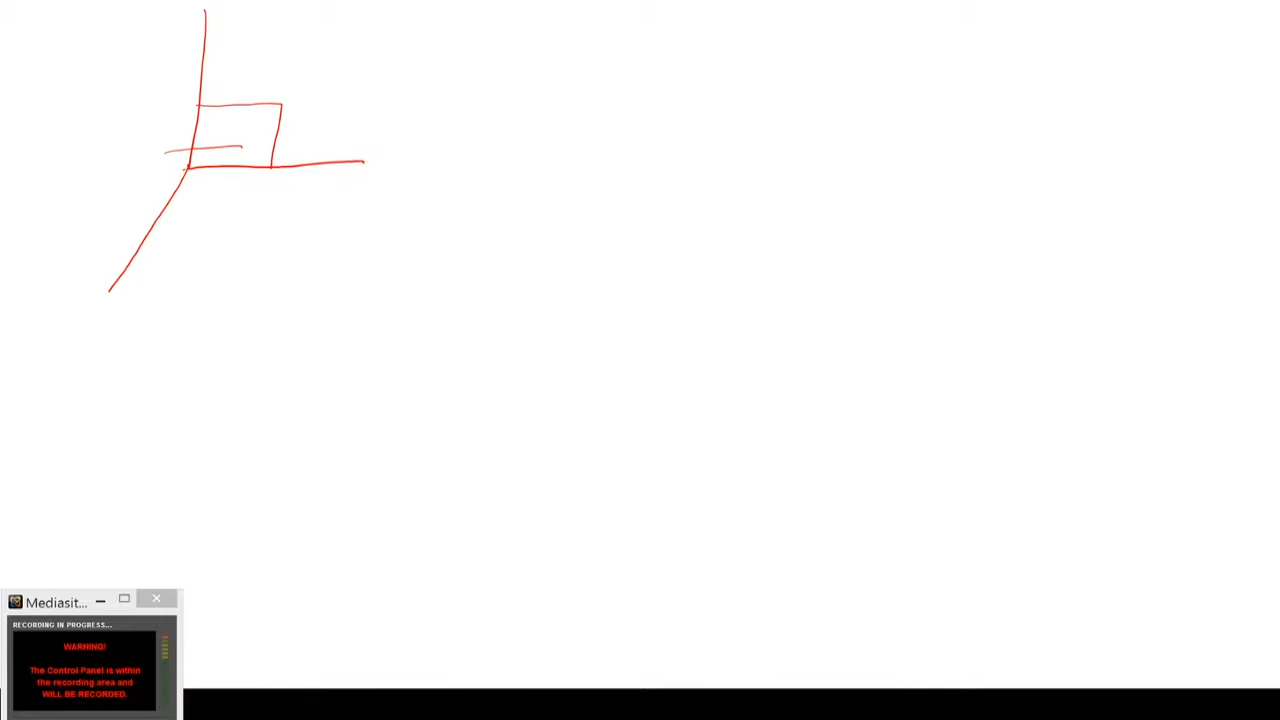 Mediasit...
RECORDING IN PROGRESS...
WARNING!
The Control Panel is within
the recording area and
WILL BE RECORDED.